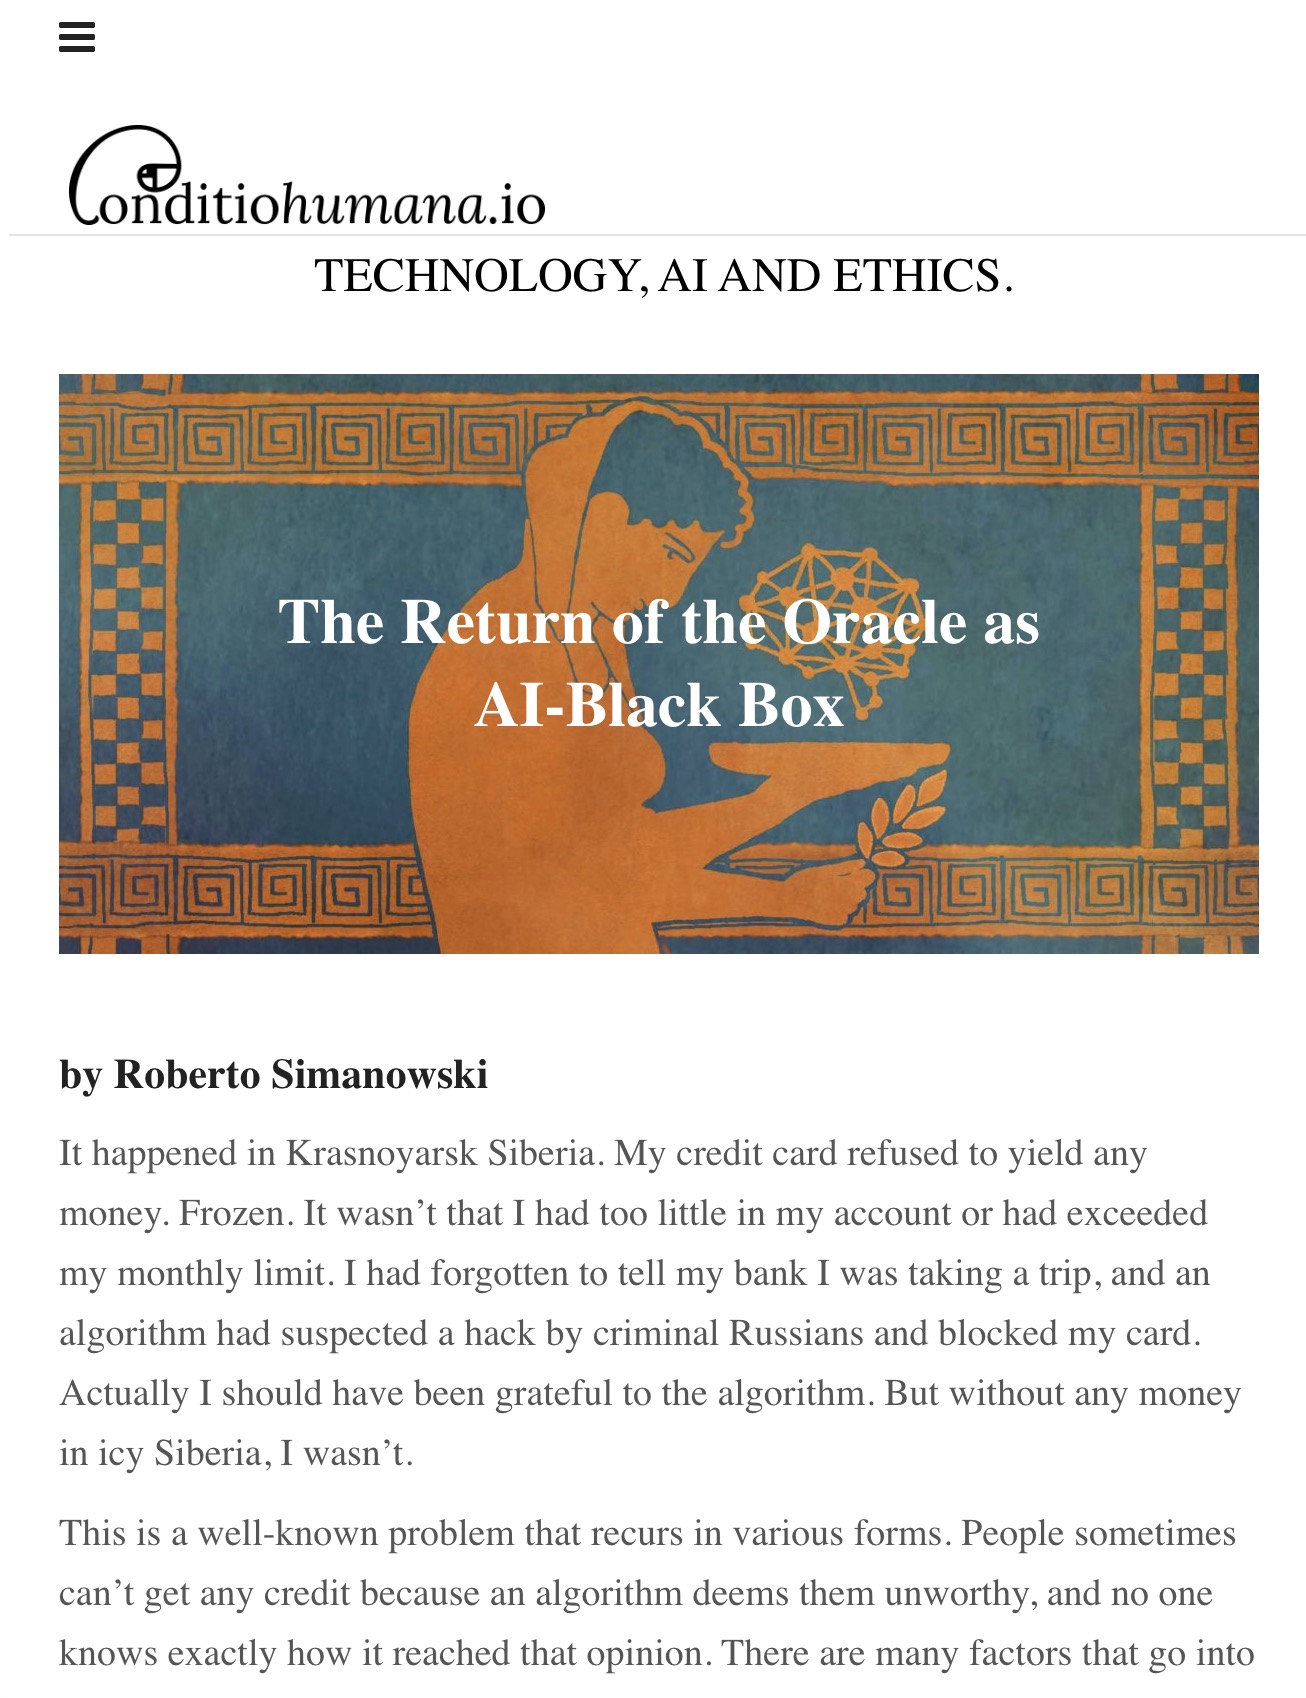 Conditiohumana.io
TECHNOLOGY, AI AND ETHICS.
The Return of the Oracle as
AI-Black Box
by Roberto Simanowski
It happened in Krasnoyarsk Siberia. My credit card refused to yield any
money. Frozen. It wasn’t that I had too little in my account or had exceeded
my monthly limit. I had forgotten to tell my bank I was taking a trip, and an
algorithm had suspected a hack by criminal Russians and blocked my card.
Actually I should have been grateful to the algorithm. But without any money
in icy Siberia, I wasn’t.
This is a well-known problem that recurs in various forms. People sometimes
can’t get any credit because an algorithm deems them unworthy, and no one
knows exactly how it reached that opinion. There are many factors that go into